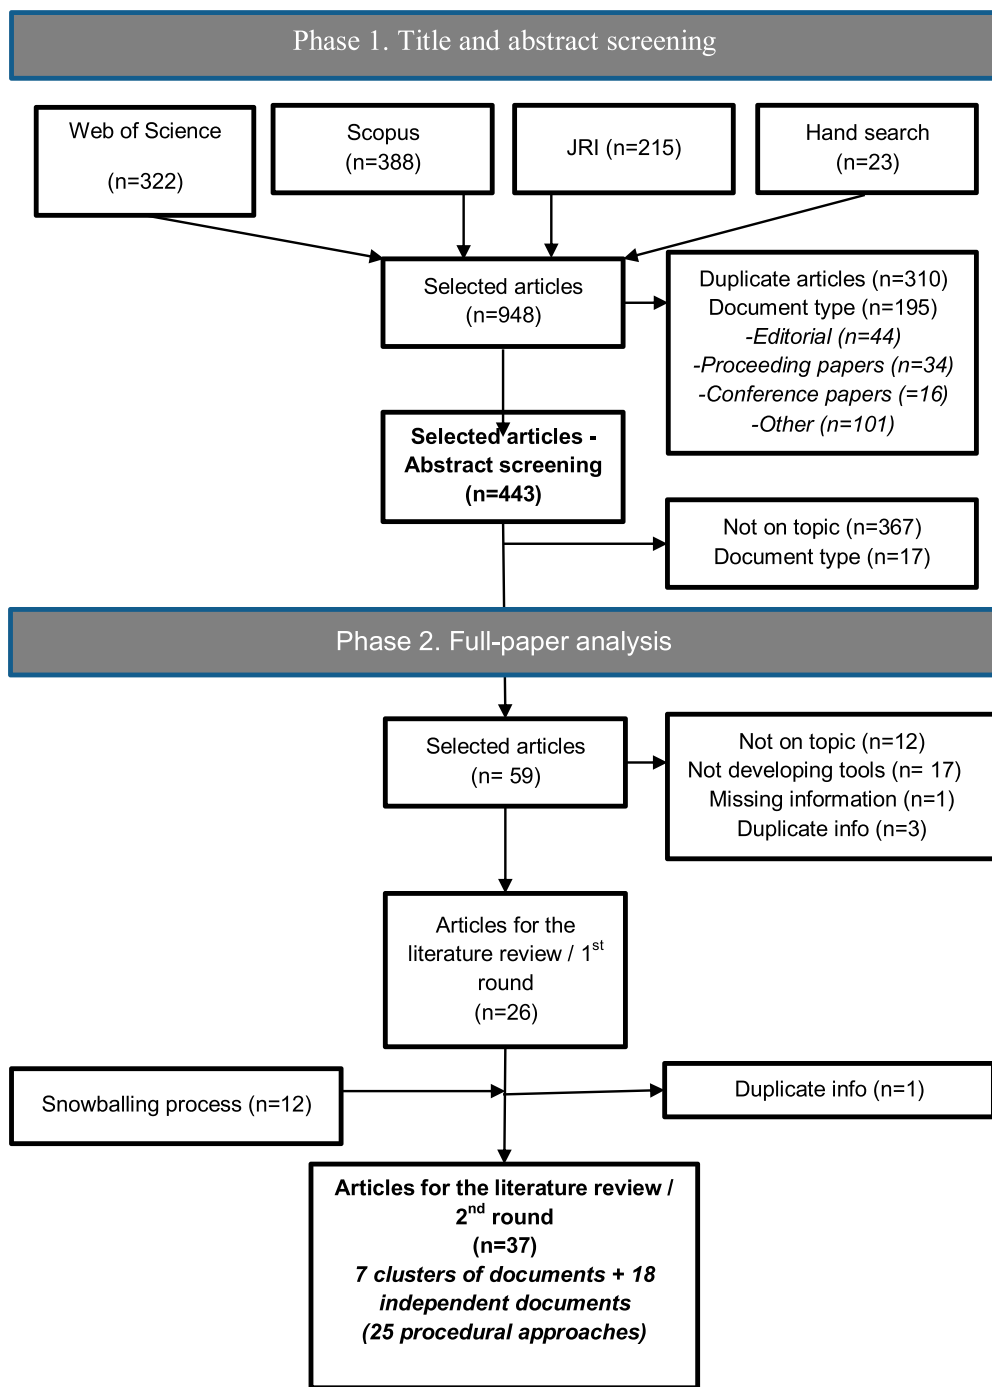 Phase 1. Title and abstract screening
Web of Science
(n=322)
Scopus
(n=388)
JRI (n=215)
Hand search
(n=23)
Selected articles
(n=948)
Duplicate articles (n=310)
Document type (n=195)
-Editorial (n=44)
-Proceeding papers (n=34)
-Conference papers (=16)
-Other (n=101)
Selected articles -
Abstract screening
(n=443)
Not on topic (n=367)
Document type (n=17)
Phase 2. Full-paper analysis
Selected articles
(n= 59)
Not on topic (n=12)
Not developing tools (n= 17)
Missing information (n=1)
Duplicate info (n=3)
Articles for the
literature review / 1st
round
(n=26)
Snowballing process (n=12)
Duplicate info (n=1)
Articles for the literature review /
2nd round
(n=37)
7 clusters of documents + 18
independent documents
(25 procedural approaches)